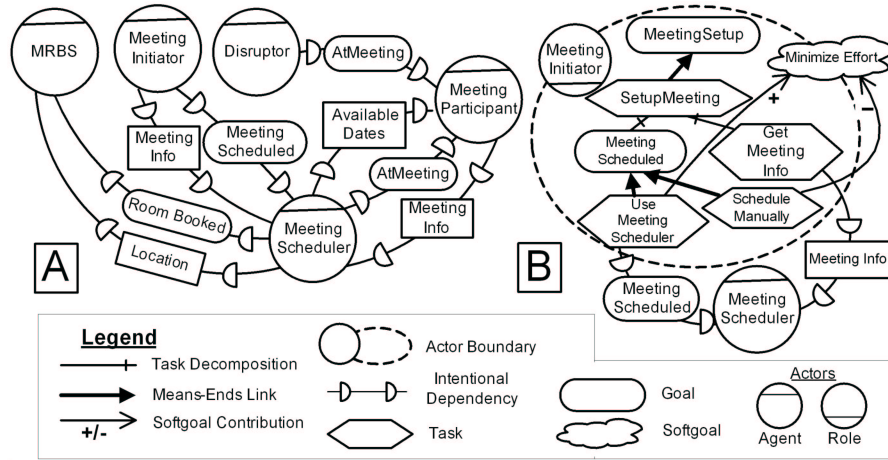 MRBS
Meeting
Initiator
Disruptor
AtMeeting
Meeting
Participant
Meeting
Info
Meeting
Scheduled
Available
Dates
AtMeeting
Room Booked
Location
Meeting
Scheduler
Meeting
Info
A
Meeting
Initiator
MeetingSetup
Minimize Effort
SetupMeeting
+
−
Meeting
Scheduled
Get
Meeting
Info
Use
Meeting
Scheduler
Schedule
Manually
B
Meeting
Scheduled
Meeting
Scheduler
Meeting Info
Legend
Task Decomposition
Means-Ends Link
+/-
Softgoal Contribution
Actor Boundary
Intentional
Dependency
Task
Goal
Softgoal
Actors
Agent
Role